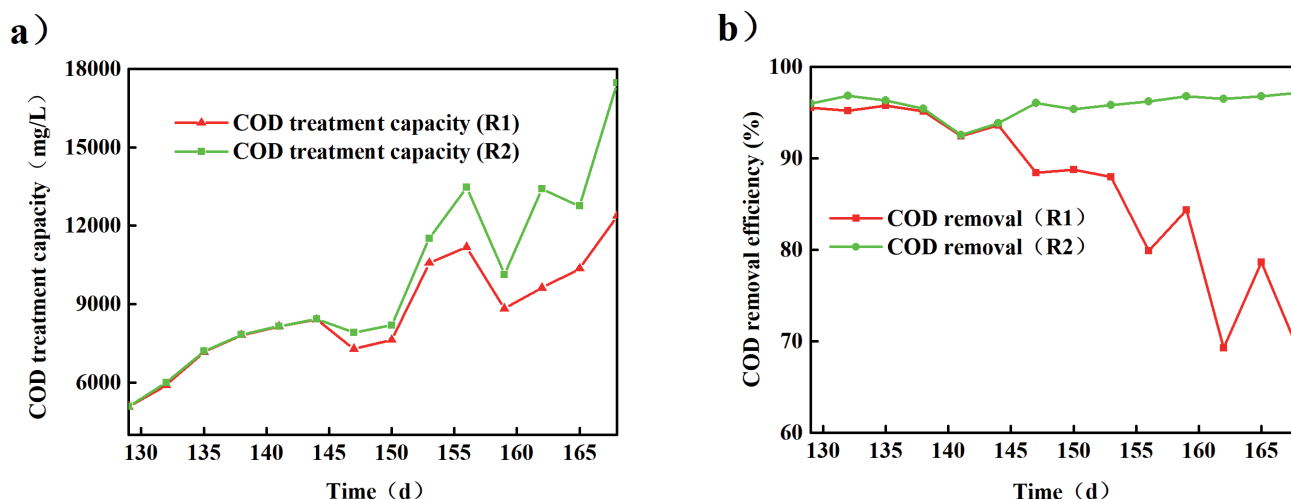 a）
COD treatment capacity（mg/L）
18000
15000
12000
9000
6000
COD treatment capacity (R1)
COD treatment capacity (R2)
130 135 140 145 150 155 160 165
Time（d）
b）
COD removal efficiency (%)
100
90
80
70
60
COD removal（R1）
COD removal（R2）
130 135 140 145 150 155 160 165
Time（d）